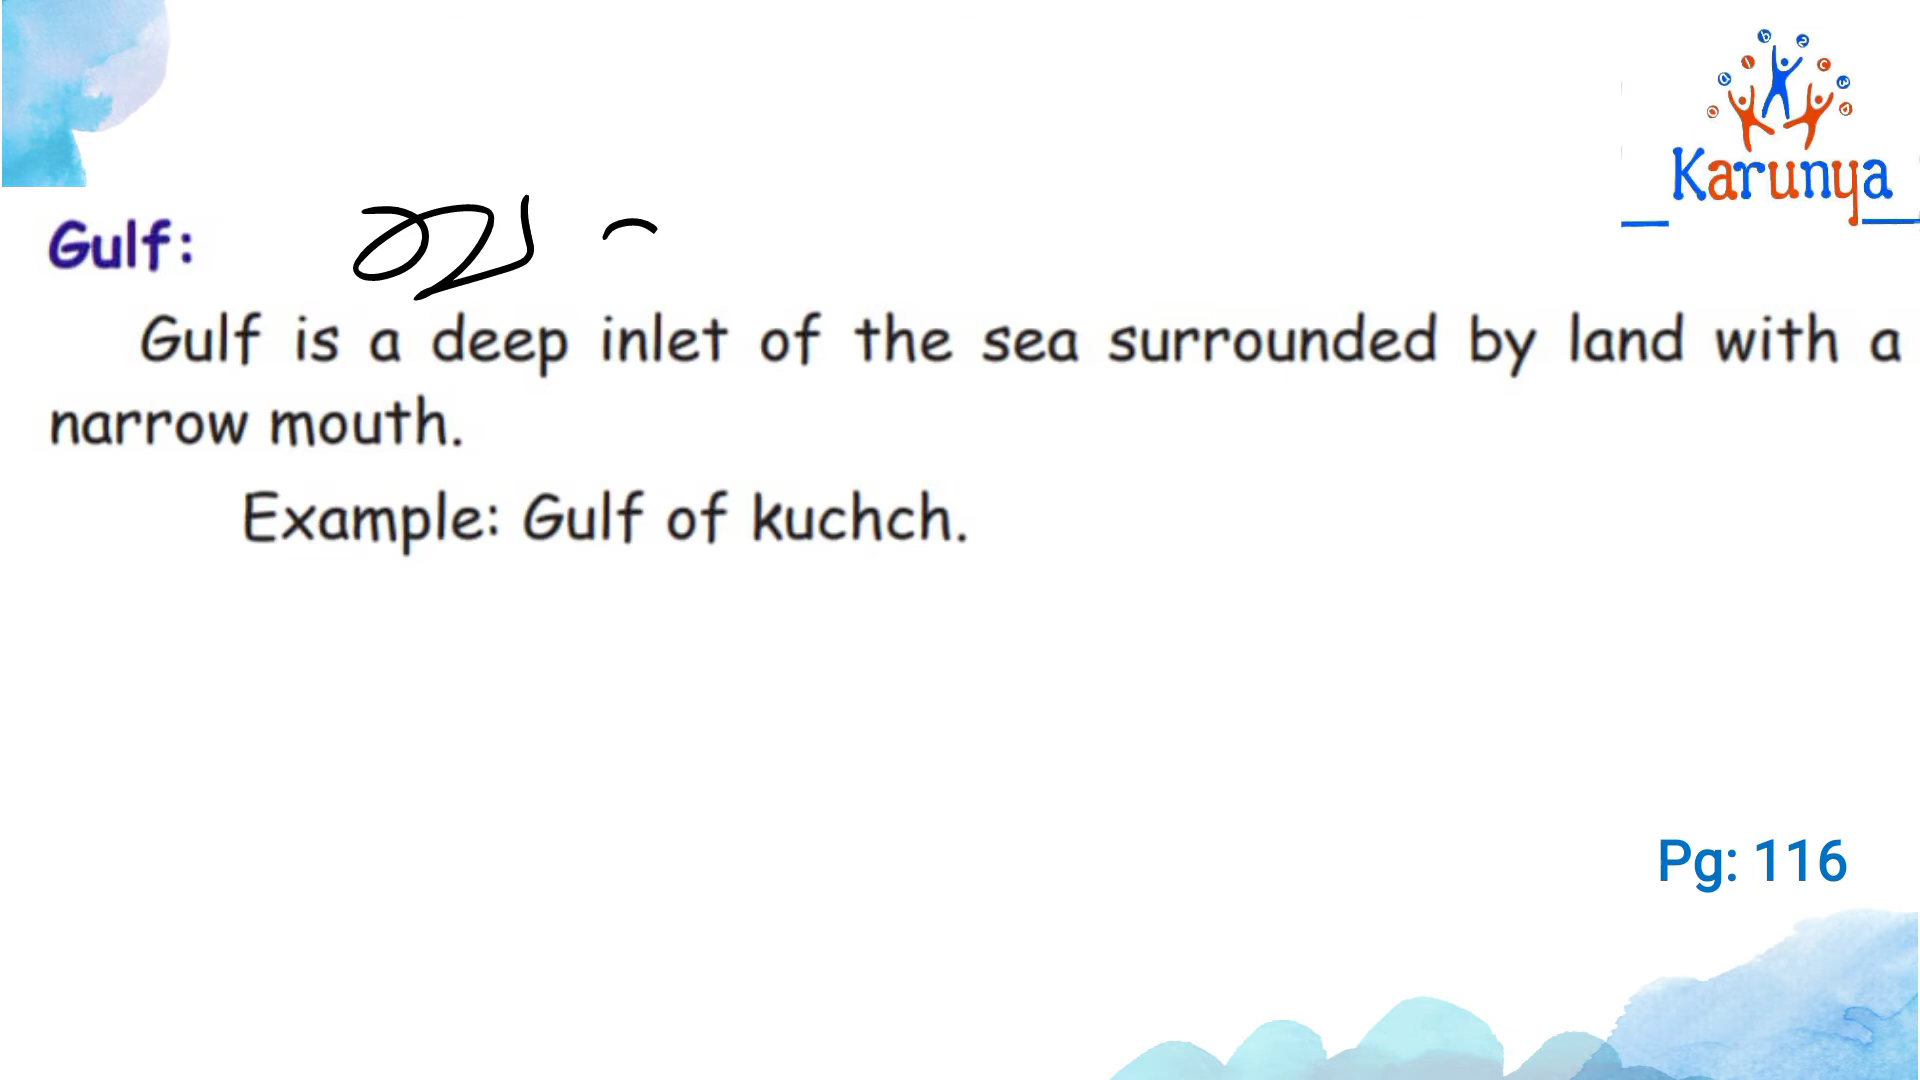 Karunya
Gulf:
Gulf is a deep inlet of the sea surrounded by land with a
narrow mouth.
Example: Gulf of kuchch.
Pg: 116